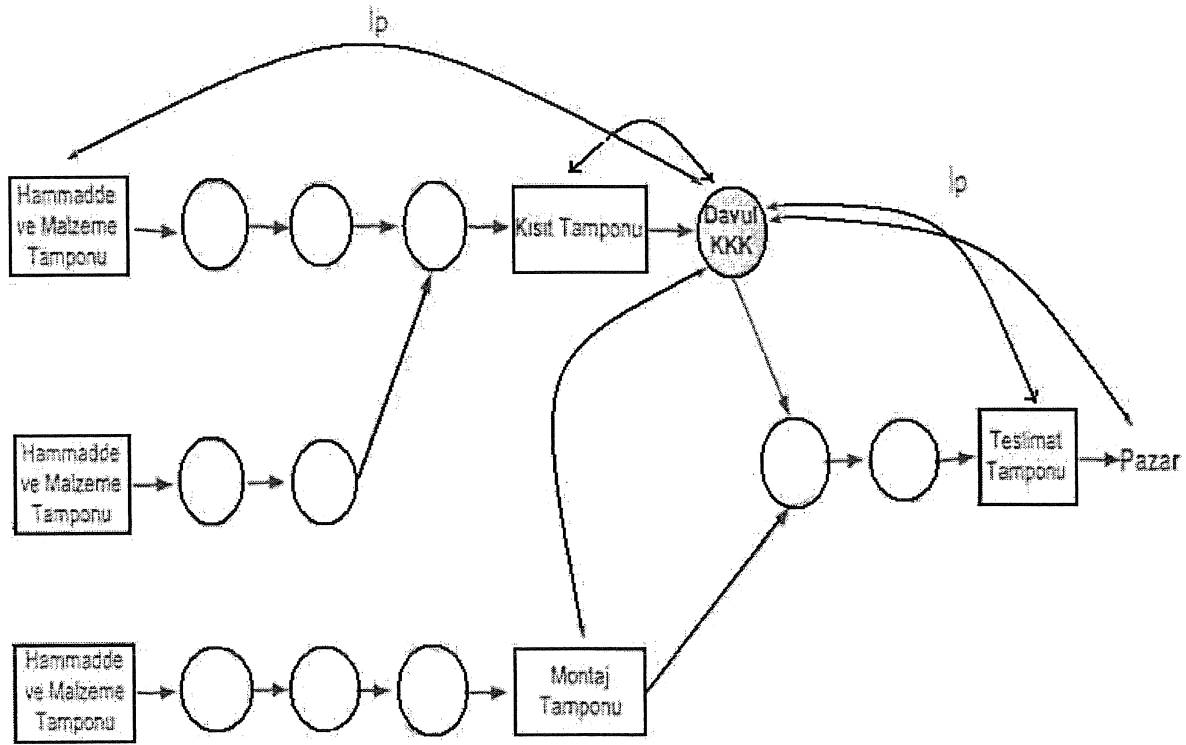 İp
Hammadde
ve Malzeme
Tamponu
Kısıt Tamponu
Davul
KKK
İp
Hammadde
ve Malzeme
Tamponu
Teslimat
Tamponu
Pazar
Hammadde
ve Malzeme
Tamponu
Montaj
Tamponu